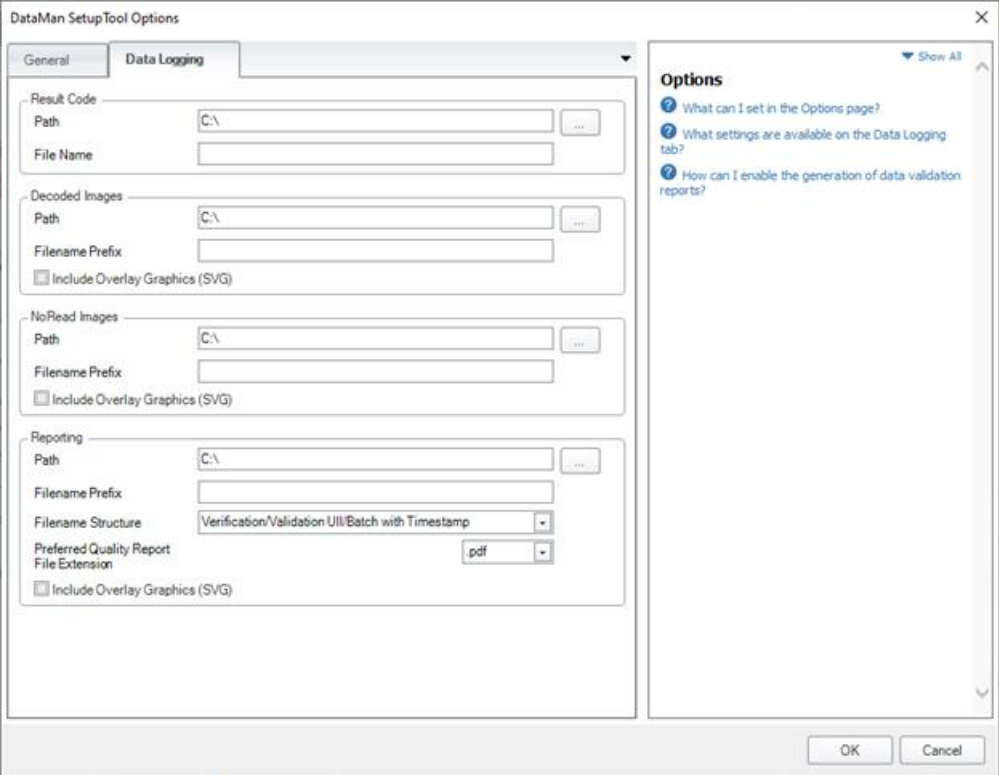 DataMan SetupTool Options
General
Data Logging
Result Code
Path
C:\
...
File Name
Decoded Images
Path
C:\
...
Filename Prefix
Include Overlay Graphics (SVG)
NoRead Images
Path
C:\
...
Filename Prefix
Include Overlay Graphics (SVG)
Reporting
Path
C:\
...
Filename Prefix
Filename Structure
Verification/Validation UII/Batch with Timestamp
Preferred Quality Report
File Extension
.pdf
Include Overlay Graphics (SVG)
Show All
Options
? What can I set in the Options page?
? What settings are available on the Data Logging
tab?
? How can I enable the generation of data validation
reports?
OK
Cancel